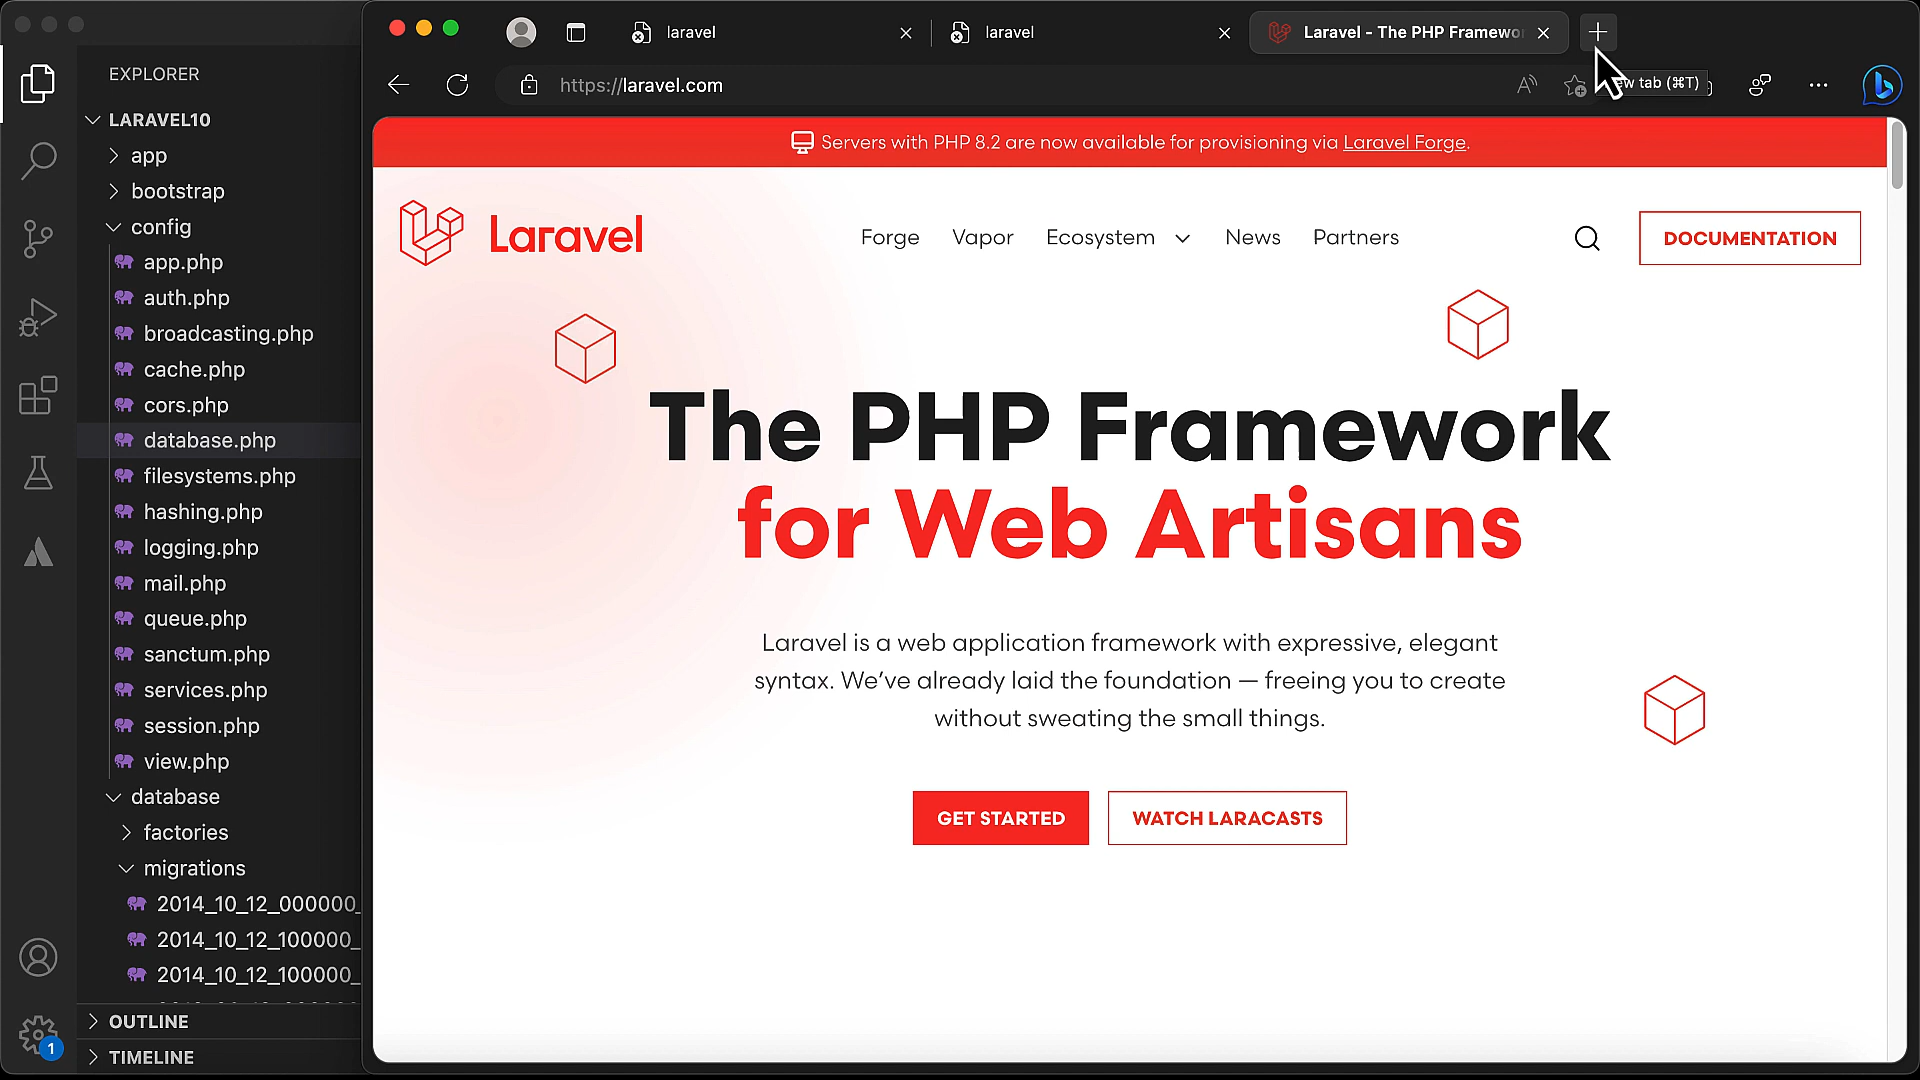 EXPLORER
LARAVEL10
app
bootstrap
config
app.php
auth.php
broadcasting.php
cache.php
cors.php
database.php
filesystems.php
hashing.php
logging.php
mail.php
queue.php
sanctum.php
services.php
session.php
view.php
database
factories
migrations
2014_10_12_000000_
2014_10_12_100000_
2014_10_12_100000_
OUTLINE
TIMELINE
1
laravel
laravel
Laravel - The PHP Framewo
https://laravel.com
tab (⌘T)
Servers with PHP 8.2 are now available for provisioning via Laravel Forge.
Laravel
Forge
Vapor
Ecosystem
News
Partners
DOCUMENTATION
The PHP Framework
for Web Artisans
Laravel is a web application framework with expressive, elegant
syntax. We've already laid the foundation — freeing you to create
without sweating the small things.
GET STARTED
WATCH LARACASTS